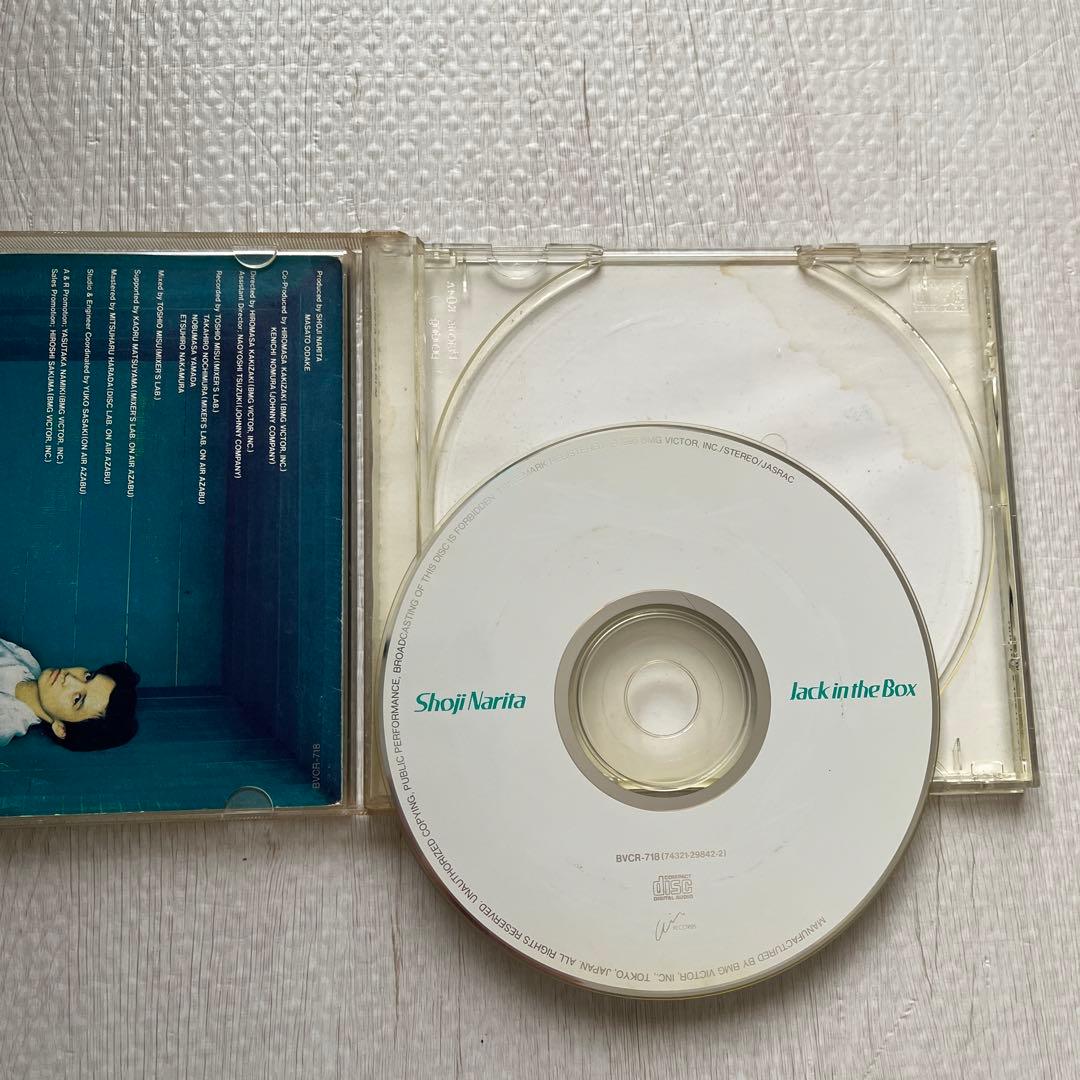 Produced by SHOJI NARITA
MASATO ODAKE
Co-Produced by HIROMASA KAKIZAKI (BMG VICTOR, INC.)
KENICHI NOMURA (JOHNNY COMPANY)
Directed by HIROMASA KAKIZAKI (BMG VICTOR, INC.)
Assistant Director: NAOYOSHI TSUZUKI (JOHNNY COMPANY)
Recorded by TOSHIO MISU (MIXER'S LAB.)
TAKAHIRO NOCHIMURA (MIXER'S LAB. ON AIR AZABU)
NOBUMASA YAMADA
ETSUHIRO NAKAMURA
Mixed by TOSHIO MISU (MIXER'S LAB.)
Supported by KAORU MATSUYAMA (MIXER'S LAB. ON AIR AZABU)
Mastered by MITSUHARU HARADA (DISC LAB. ON AIR AZABU)
Studio & Engineer Coordinated by YUKO SASAKI (ON AIR AZABU)
A & R Promotion; YASUTAKA NAMIKI (BMG VICTOR, INC.)
Sales Promotion; HIROSHI SAKUMA (BMG VICTOR, INC.)
BVCR-718
Shoji Narita
Jack in the Box
BVCR-718 (74321-29842-2)
COMPACT
disc
DIGITAL AUDIO
RECORDS
MANUFACTURED BY BMG VICTOR, INC., TOKYO, JAPAN. ALL RIGHTS RESERVED. UNAUTHORIZED COPYING, PUBLIC PERFORMANCE, BROADCASTING OF THIS DISC IS FORBIDDEN MARK REGISTERED BMG VICTOR, INC./STEREO/JASRAC